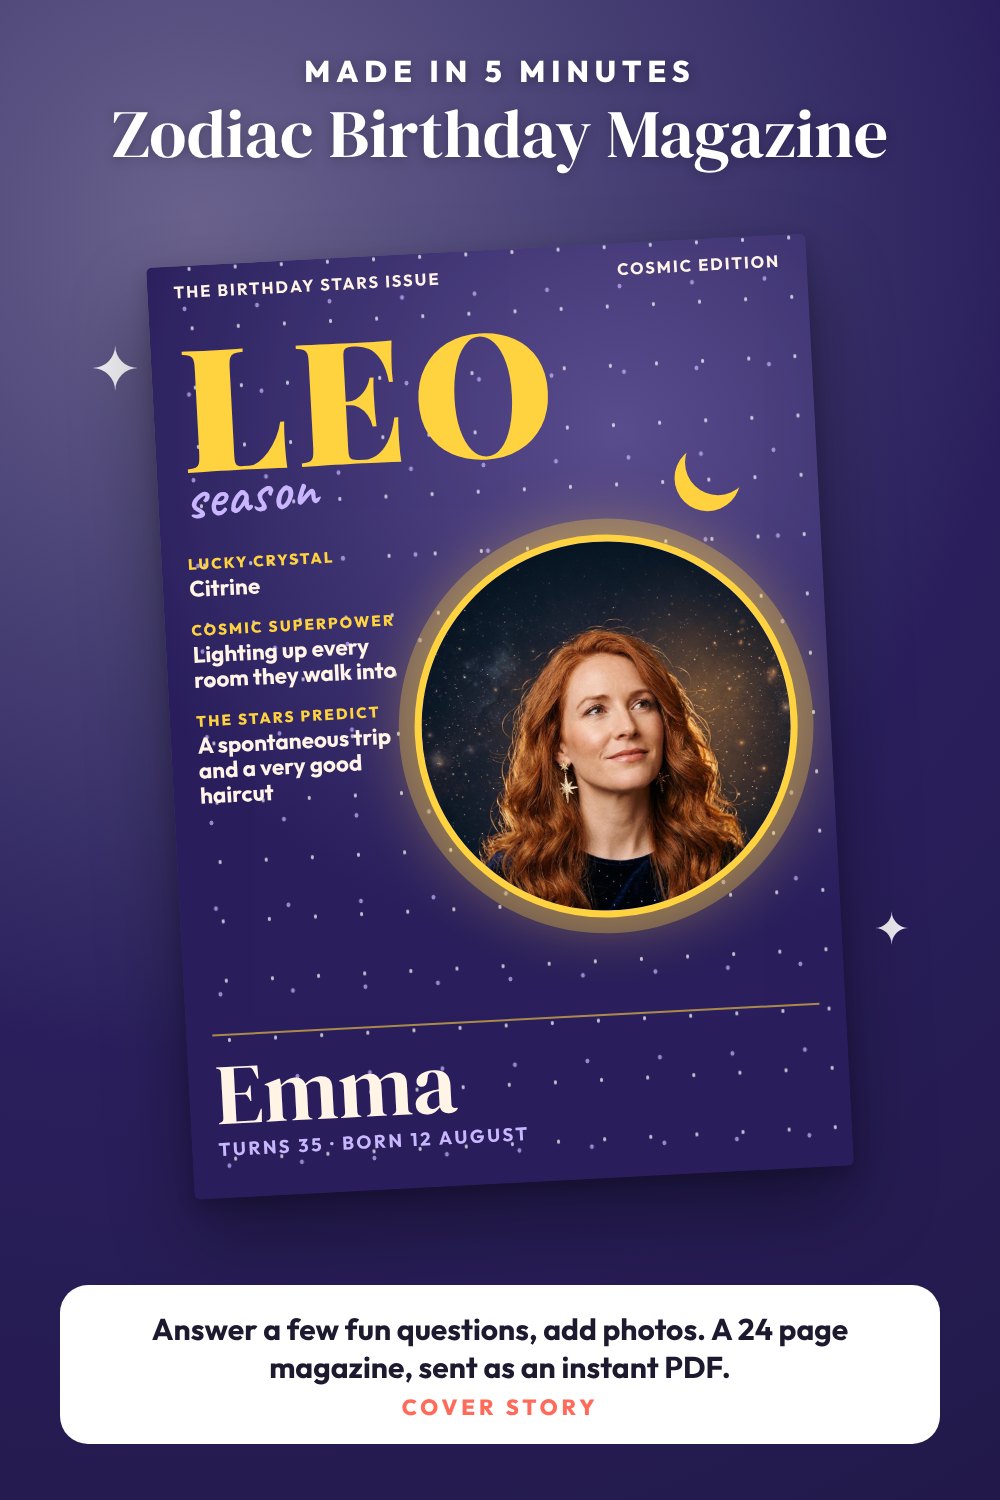 MADE IN 5 MINUTES
Zodiac Birthday Magazine
THE BIRTHDAY STARS ISSUE
COSMIC EDITION
LEO
season
LUCKY CRYSTAL
Citrine
COSMIC SUPERPOWER
Lighting up every
room they walk into
THE STARS PREDICT
A spontaneous trip
and a very good
haircut
Emma
TURNS 35 · BORN 12 AUGUST
Answer a few fun questions, add photos. A 24 page
magazine, sent as an instant PDF.
COVER STORY